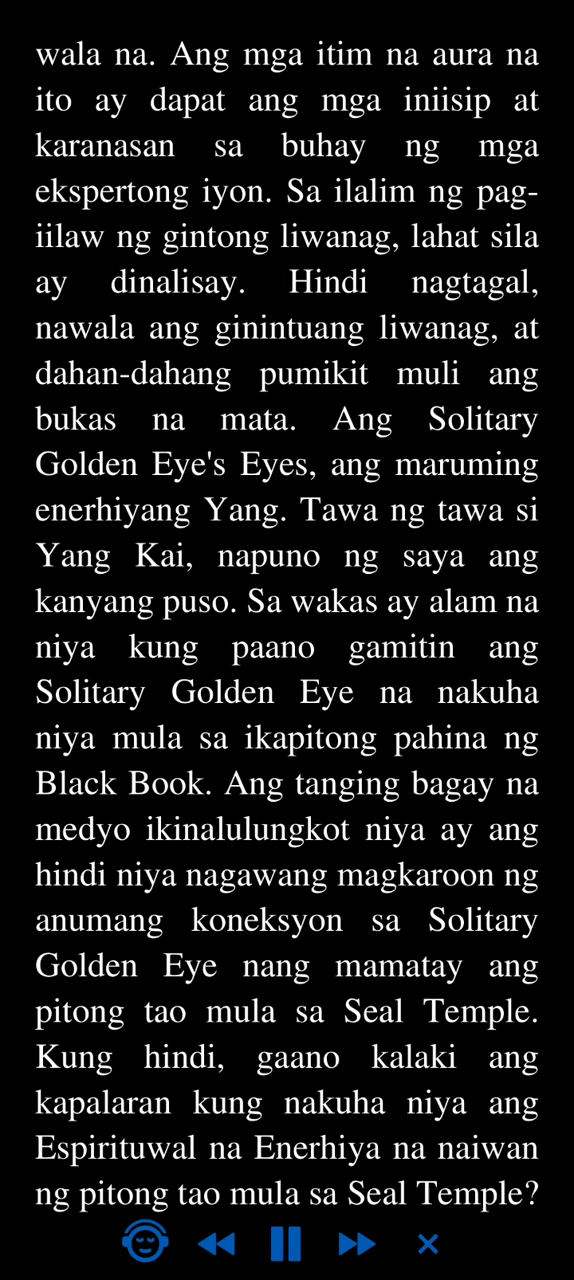 wala na. Ang mga itim na aura na
ito ay dapat ang mga iniisip at
karanasan sa buhay ng mga
ekspertong iyon. Sa ilalim ng pag-
iilaw ng gintong liwanag, lahat sila
ay dinalisay. Hindi nagtagal,
nawala ang ginintuang liwanag, at
dahan-dahang pumikit muli ang
bukas na mata. Ang Solitary
Golden Eye's Eyes, ang maruming
enerhiyang Yang. Tawa ng tawa si
Yang Kai, napuno ng saya ang
kanyang puso. Sa wakas ay alam na
niya kung paano gamitin ang
Solitary Golden Eye na nakuha
niya mula sa ikapitong pahina ng
Black Book. Ang tanging bagay na
medyo ikinalulungkot niya ay ang
hindi niya nagawang magkaroon ng
anumang koneksyon sa Solitary
Golden Eye nang mamatay ang
pitong tao mula sa Seal Temple.
Kung hindi, gaano kalaki ang
kapalaran kung nakuha niya ang
Espirituwal na Enerhiya na naiwan
ng pitong tao mula sa Seal Temple?